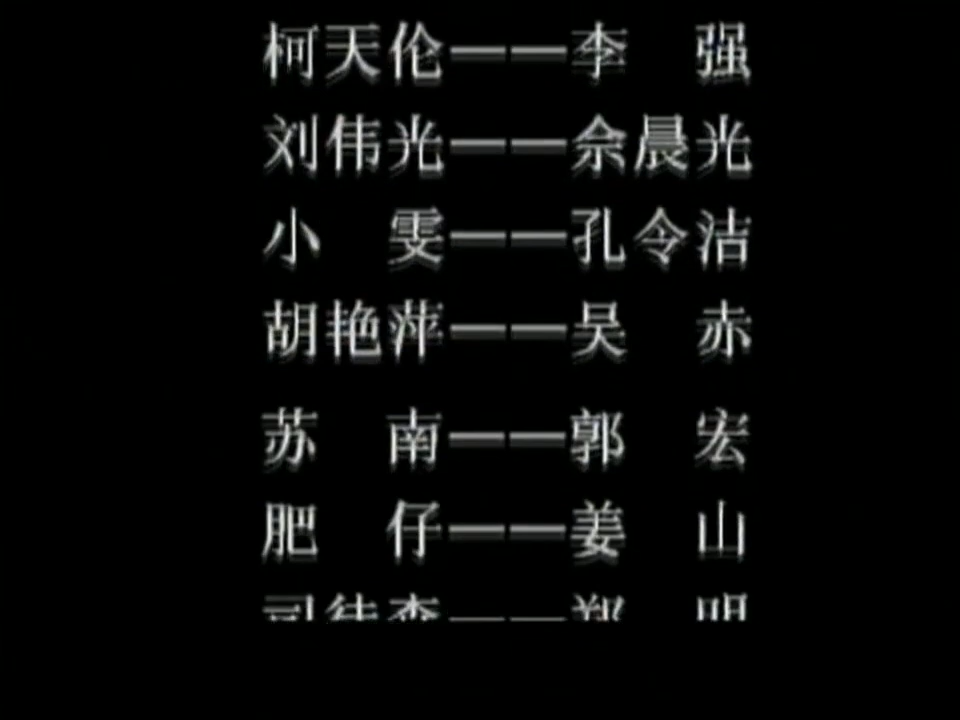 柯天伦——李 强
刘伟光——佘晨光
小 雯——孔令洁
胡艳萍——吴 赤
苏 南——郭 宏
肥 仔——姜 山